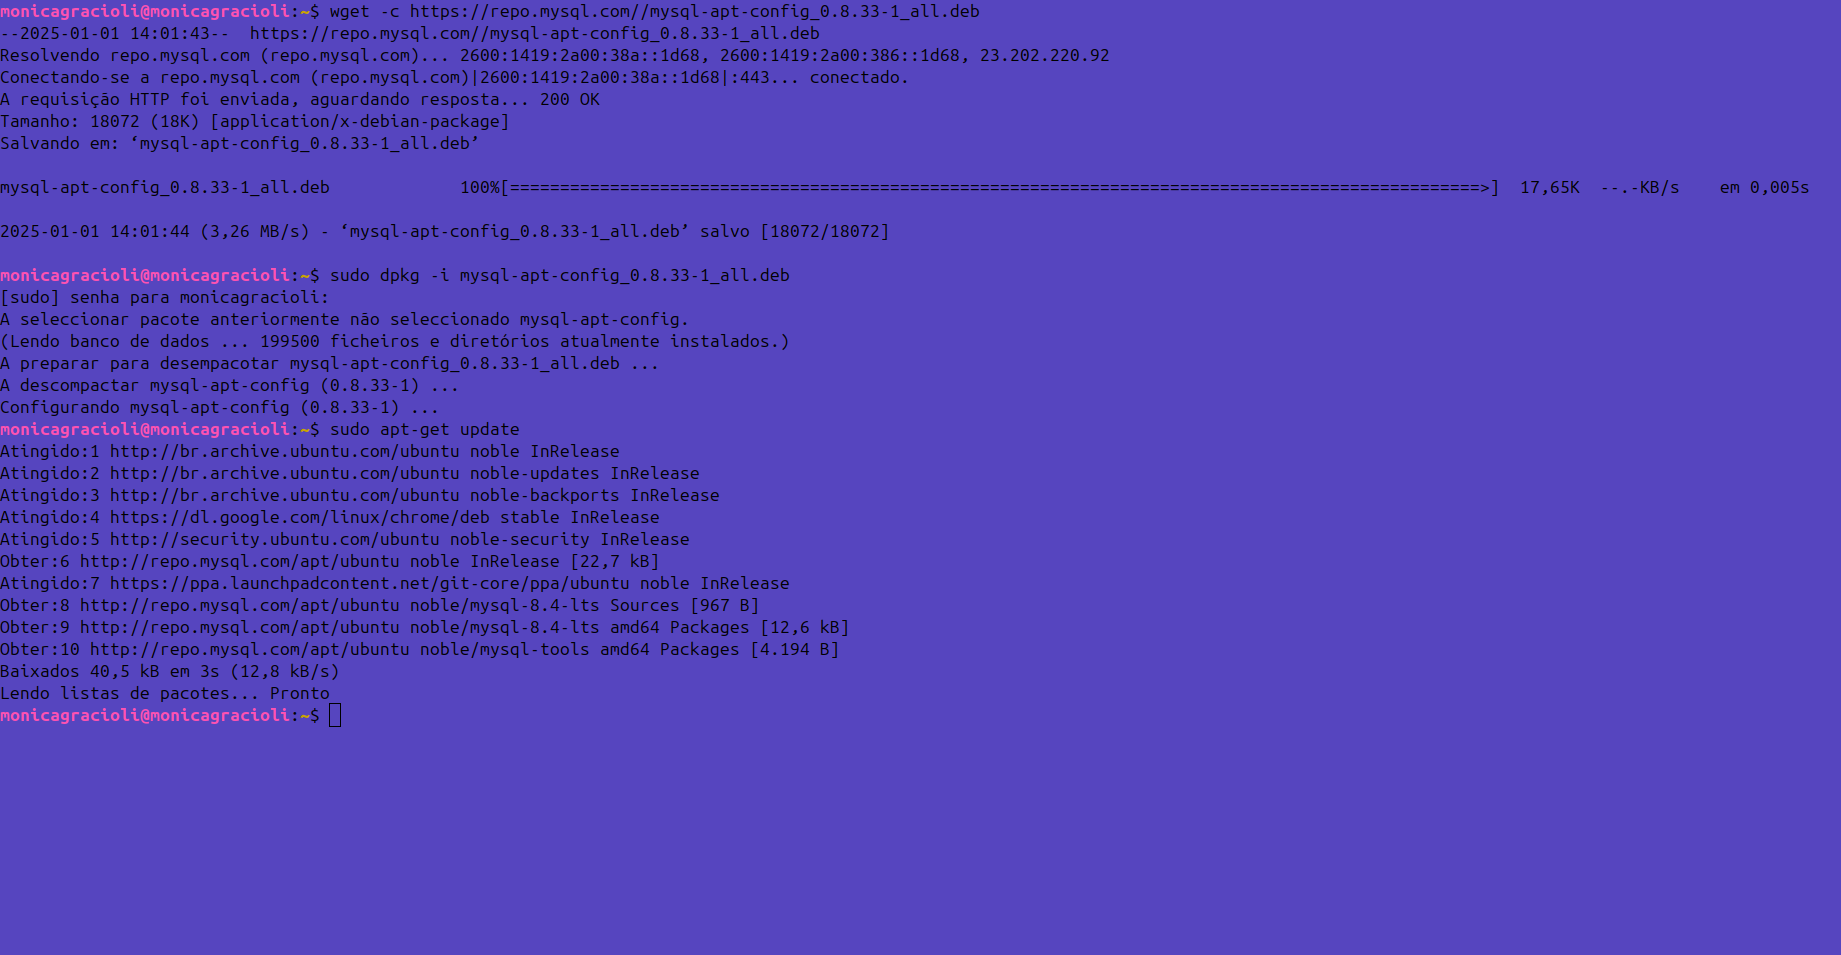 monicagracioli@monicagracioli:~$ wget -c https://repo.mysql.com//mysql-apt-config_0.8.33-1_all.deb
--2025-01-01 14:01:43--  https://repo.mysql.com//mysql-apt-config_0.8.33-1_all.deb
Resolvendo repo.mysql.com (repo.mysql.com)... 2600:1419:2a00:38a::1d68, 2600:1419:2a00:386::1d68, 23.202.220.92
Conectando-se a repo.mysql.com (repo.mysql.com)|2600:1419:2a00:38a::1d68|:443... conectado.
A requisição HTTP foi enviada, aguardando resposta... 200 OK
Tamanho: 18072 (18K) [application/x-debian-package]
Salvando em: ‘mysql-apt-config_0.8.33-1_all.deb’
mysql-apt-config_0.8.33-1_all.deb             100%[=================================================================================================>]  17,65K  --.-KB/s    em 0,005s
2025-01-01 14:01:44 (3,26 MB/s) - ‘mysql-apt-config_0.8.33-1_all.deb’ salvo [18072/18072]
monicagracioli@monicagracioli:~$ sudo dpkg -i mysql-apt-config_0.8.33-1_all.deb
[sudo] senha para monicagracioli:
A seleccionar pacote anteriormente não seleccionado mysql-apt-config.
(Lendo banco de dados ... 199500 ficheiros e diretórios atualmente instalados.)
A preparar para desempacotar mysql-apt-config_0.8.33-1_all.deb ...
A descompactar mysql-apt-config (0.8.33-1) ...
Configurando mysql-apt-config (0.8.33-1) ...
monicagracioli@monicagracioli:~$ sudo apt-get update
Atingido:1 http://br.archive.ubuntu.com/ubuntu noble InRelease
Atingido:2 http://br.archive.ubuntu.com/ubuntu noble-updates InRelease
Atingido:3 http://br.archive.ubuntu.com/ubuntu noble-backports InRelease
Atingido:4 https://dl.google.com/linux/chrome/deb stable InRelease
Atingido:5 http://security.ubuntu.com/ubuntu noble-security InRelease
Obter:6 http://repo.mysql.com/apt/ubuntu noble InRelease [22,7 kB]
Atingido:7 https://ppa.launchpadcontent.net/git-core/ppa/ubuntu noble InRelease
Obter:8 http://repo.mysql.com/apt/ubuntu noble/mysql-8.4-lts Sources [967 B]
Obter:9 http://repo.mysql.com/apt/ubuntu noble/mysql-8.4-lts amd64 Packages [12,6 kB]
Obter:10 http://repo.mysql.com/apt/ubuntu noble/mysql-tools amd64 Packages [4.194 B]
Baixados 40,5 kB em 3s (12,8 kB/s)
Lendo listas de pacotes... Pronto
monicagracioli@monicagracioli:~$